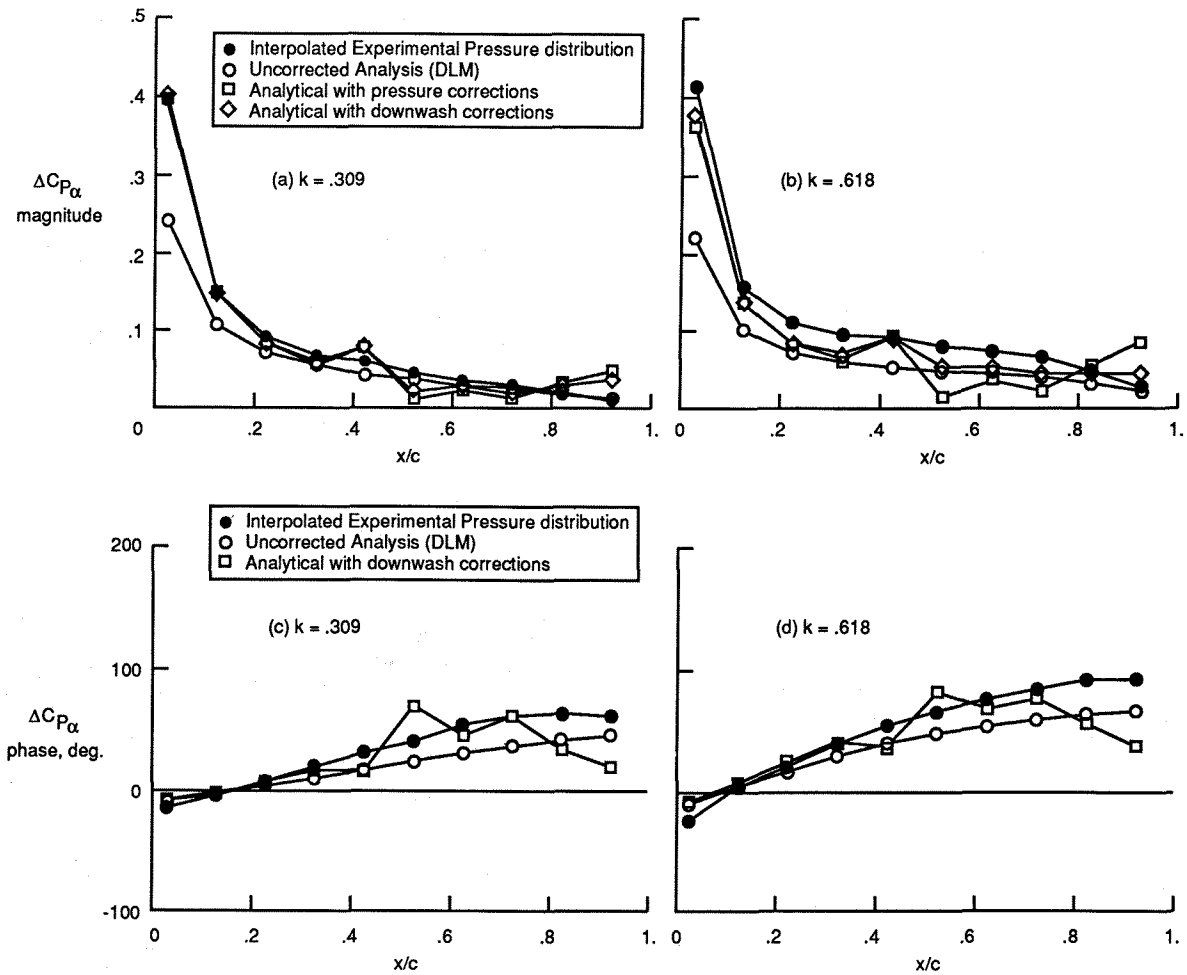 .5
.4
.3
.2
.1
0
ΔC_Pα
magnitude
Interpolated Experimental Pressure distribution
Uncorrected Analysis (DLM)
Analytical with pressure corrections
Analytical with downwash corrections
(a) k = .309
(b) k = .618
0 .2 .4 .6 .8 1.
x/c
0 .2 .4 .6 .8 1.
x/c
200
100
0
-100
ΔC_Pα
phase, deg.
Interpolated Experimental Pressure distribution
Uncorrected Analysis (DLM)
Analytical with downwash corrections
(c) k = .309
(d) k = .618
0 .2 .4 .6 .8 1.
x/c
0 .2 .4 .6 .8 1.
x/c